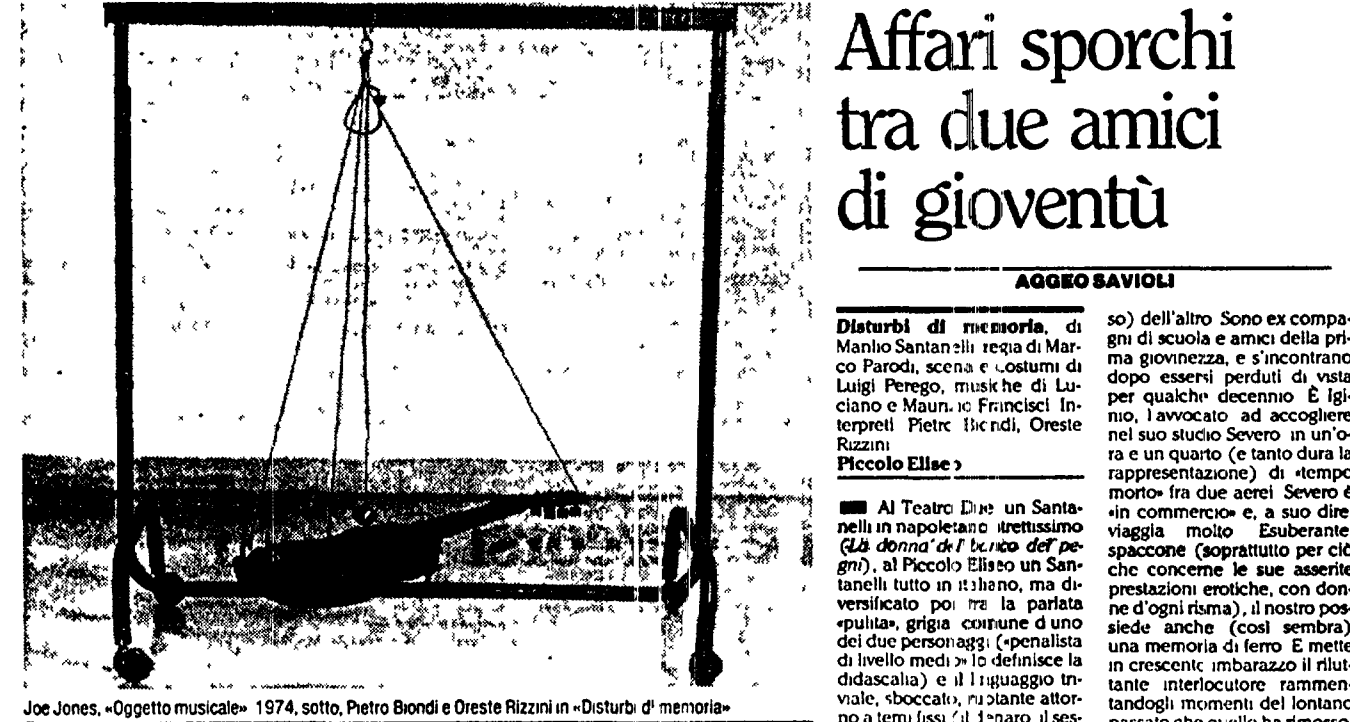 Affari sporchi
tra due amici
di gioventù
AGGEO SAVIOLI
Disturbi di memoria, di
Manlio Santanelli regia di Mar-
co Parodi, scena e costumi di
Luigi Perego, musiche di Lu-
ciano e Maurizio Francisci In-
terpreti Pietro Biondi, Oreste
Rizzini
Piccolo Eliseo
Al Teatro Due un Santa-
nelli in napoletano strettissimo
(La donna del banco dei pe-
gni), al Piccolo Eliseo un San-
tanelli tutto in italiano, ma di-
versificato poi tra la parlata
«pulita», grigia comune d uno
dei due personaggi («penalista
di livello medio» lo definisce la
didascalia) e il linguaggio tri-
viale, sboccato, ruotante attor-
no a temi fissi (il denaro il ses-
so) dell'altro Sono ex compa-
gni di scuola e amici della pri-
ma giovinezza, e s'incontrano
dopo essersi perduti di vista
per qualche decennio È Igi-
nio, l avvocato ad accogliere
nel suo studio Severo in un'o-
ra e un quarto (e tanto dura la
rappresentazione) di «tempo
morto» fra due aerei Severo è
«in commercio» e, a suo dire
viaggia molto Esuberante
spaccone (soprattutto per ciò
che concerne le sue asserite
prestazioni erotiche, con don-
ne d'ogni risma), il nostro pos-
siede anche (così sembra)
una memoria di ferro E mette
in crescente imbarazzo il rilut-
tante interlocutore rammen-
tandogli momenti del lontano
Joe Jones, «Oggetto musicale» 1974, sotto, Pietro Biondi e Oreste Rizzini in «Disturbi di memoria»